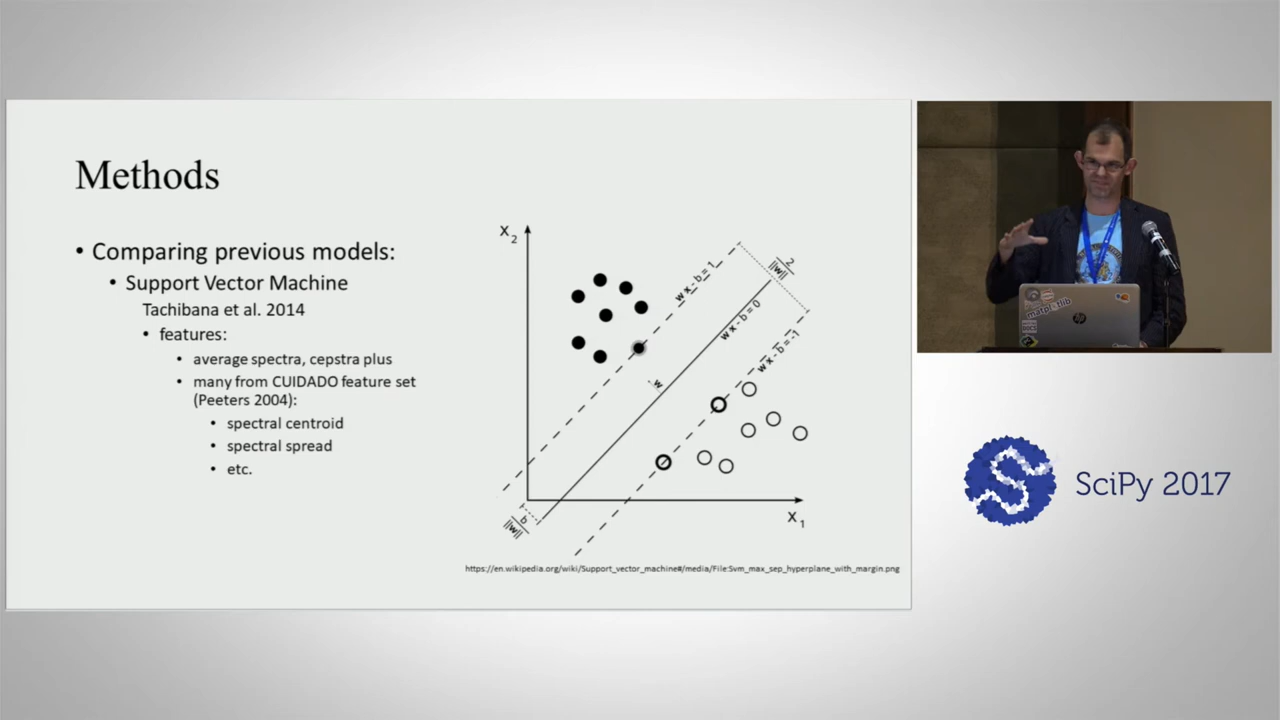 Methods
• Comparing previous models:
• Support Vector Machine
Tachibana et al. 2014
• features:
• average spectra, cepstra plus
• many from CUIDADO feature set
(Peeters 2004):
• spectral centroid
• spectral spread
• etc.
X2
w x - b = 1
2
||w||
w x - b = 0
w x - b = -1
w
b
||w||
X1
https://en.wikipedia.org/wiki/Support_vector_machine#/media/File:Svm_max_sep_hyperplane_with_margin.png
matplotlib
hp
SciPy 2017